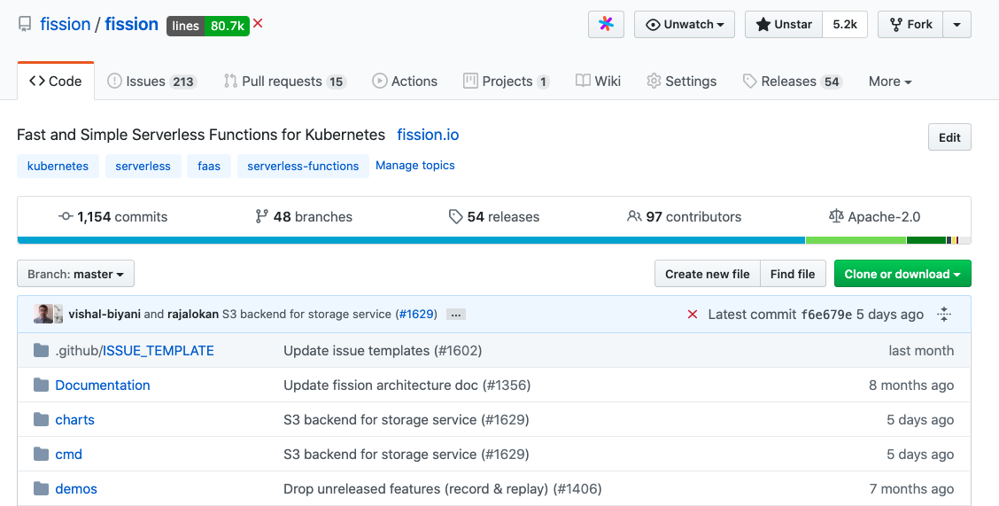 fission / fission lines 80.7k Unwatch Unstar 5.2k Fork
Code Issues 213 Pull requests 15 Actions Projects 1 Wiki Settings Releases 54 More
Fast and Simple Serverless Functions for Kubernetes fission.io Edit
kubernetes serverless faas serverless-functions Manage topics
1,154 commits 48 branches 54 releases 97 contributors Apache-2.0
Branch: master Create new file Find file Clone or download
vishal-biyani and rajalokan S3 backend for storage service (#1629) ... Latest commit f6e679e 5 days ago
.github/ISSUE_TEMPLATE Update issue templates (#1602) last month
Documentation Update fission architecture doc (#1356) 8 months ago
charts S3 backend for storage service (#1629) 5 days ago
cmd S3 backend for storage service (#1629) 5 days ago
demos Drop unreleased features (record & replay) (#1406) 7 months ago